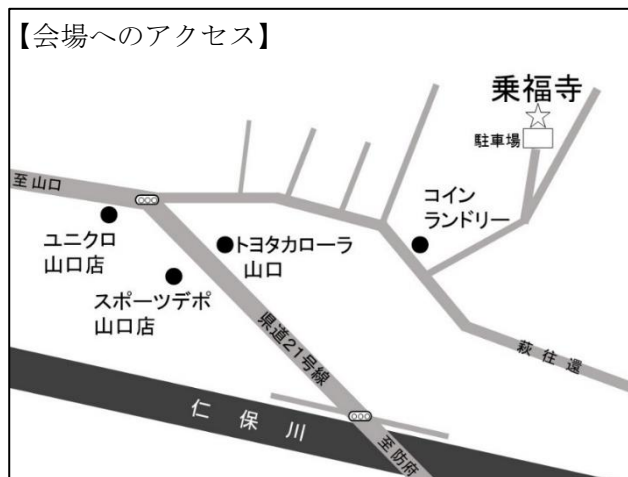 【会場へのアクセス】
乗福寺
駐車場
至山口
コイン
ランドリー
ユニクロ
山口店
トヨタカローラ
山口
スポーツデポ
山口店
県道21号線
萩往還
仁保川
至防府